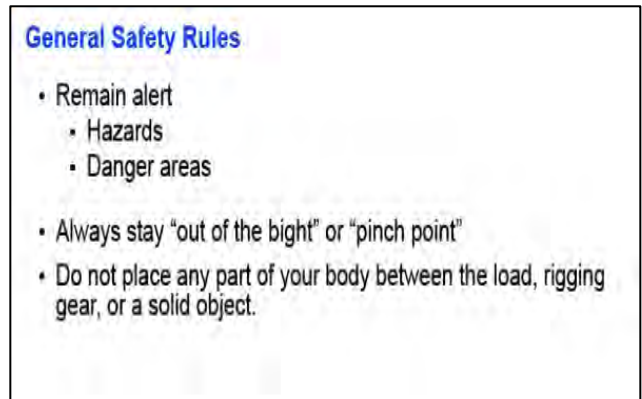 General Safety Rules
• Remain alert
• Hazards
• Danger areas
• Always stay “out of the bight” or “pinch point”
• Do not place any part of your body between the load, rigging
gear, or a solid object.